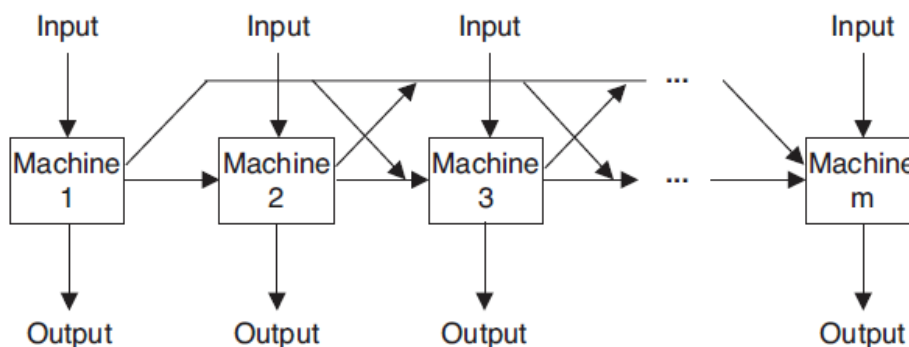 Input Input Input Input
...
Machine Machine Machine ... Machine
1 2 3 m
Output Output Output Output